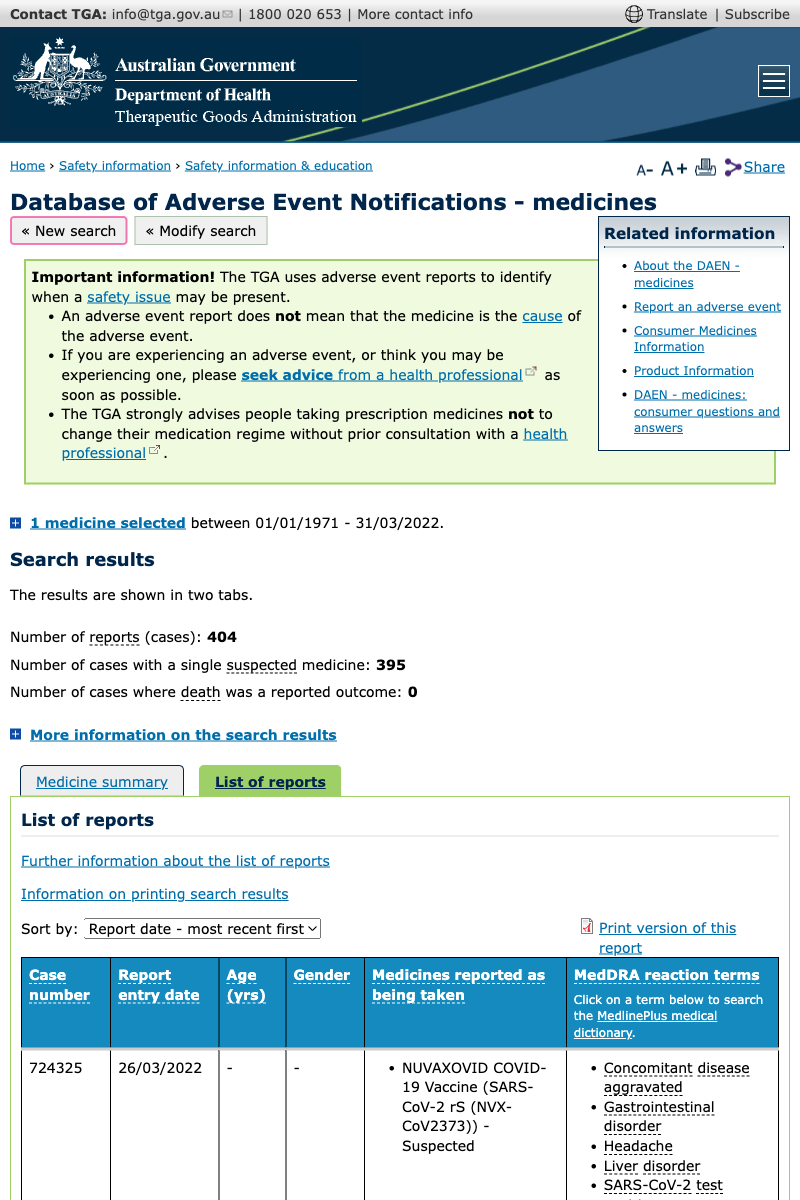 Contact TGA: info@tga.gov.au | 1800 020 653 | More contact info
Translate | Subscribe
Australian Government
Department of Health
Therapeutic Goods Administration
Home › Safety information › Safety information & education
A- A+ Share
Database of Adverse Event Notifications - medicines
« New search
« Modify search
Important information! The TGA uses adverse event reports to identify
when a safety issue may be present.
• An adverse event report does not mean that the medicine is the cause of
the adverse event.
• If you are experiencing an adverse event, or think you may be
experiencing one, please seek advice from a health professional as
soon as possible.
• The TGA strongly advises people taking prescription medicines not to
change their medication regime without prior consultation with a health
professional.
Related information
• About the DAEN -
medicines
• Report an adverse event
• Consumer Medicines
Information
• Product Information
• DAEN - medicines:
consumer questions and
answers
1 medicine selected between 01/01/1971 - 31/03/2022.
Search results
The results are shown in two tabs.
Number of reports (cases): 404
Number of cases with a single suspected medicine: 395
Number of cases where death was a reported outcome: 0
More information on the search results
Medicine summary
List of reports
List of reports
Further information about the list of reports
Information on printing search results
Sort by: Report date - most recent first
Print version of this
report
Case
number
Report
entry date
Age
(yrs)
Gender
Medicines reported as
being taken
MedDRA reaction terms
Click on a term below to search
the MedlinePlus medical
dictionary.
724325
26/03/2022
-
-
• NUVAXOVID COVID-
19 Vaccine (SARS-
CoV-2 rS (NVX-
CoV2373)) -
Suspected
• Concomitant disease
aggravated
• Gastrointestinal
disorder
• Headache
• Liver disorder
• SARS-CoV-2 test